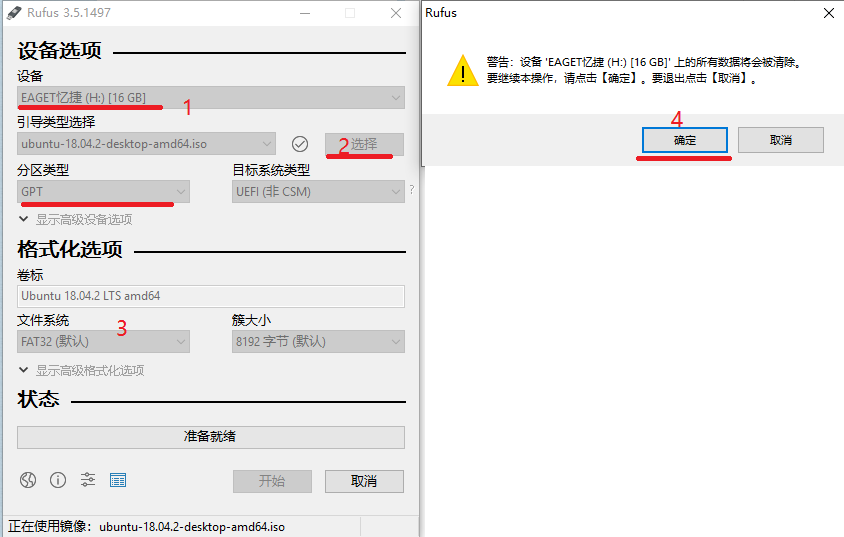 Rufus 3.5.1497
设备选项
设备
EAGET忆捷 (H:) [16 GB]
1
引导类型选择
ubuntu-18.04.2-desktop-amd64.iso
2
选择
分区类型
目标系统类型
GPT
UEFI (非 CSM)
?
显示高级设备选项
格式化选项
卷标
Ubuntu 18.04.2 LTS amd64
文件系统
簇大小
3
FAT32 (默认)
8192 字节 (默认)
显示高级格式化选项
状态
准备就绪
开始
取消
正在使用镜像: ubuntu-18.04.2-desktop-amd64.iso
Rufus
警告: 设备 'EAGET忆捷 (H:) [16 GB]' 上的所有数据将会被清除。
要继续本操作，请点击【确定】。要退出点击【取消】。
4
确定
取消